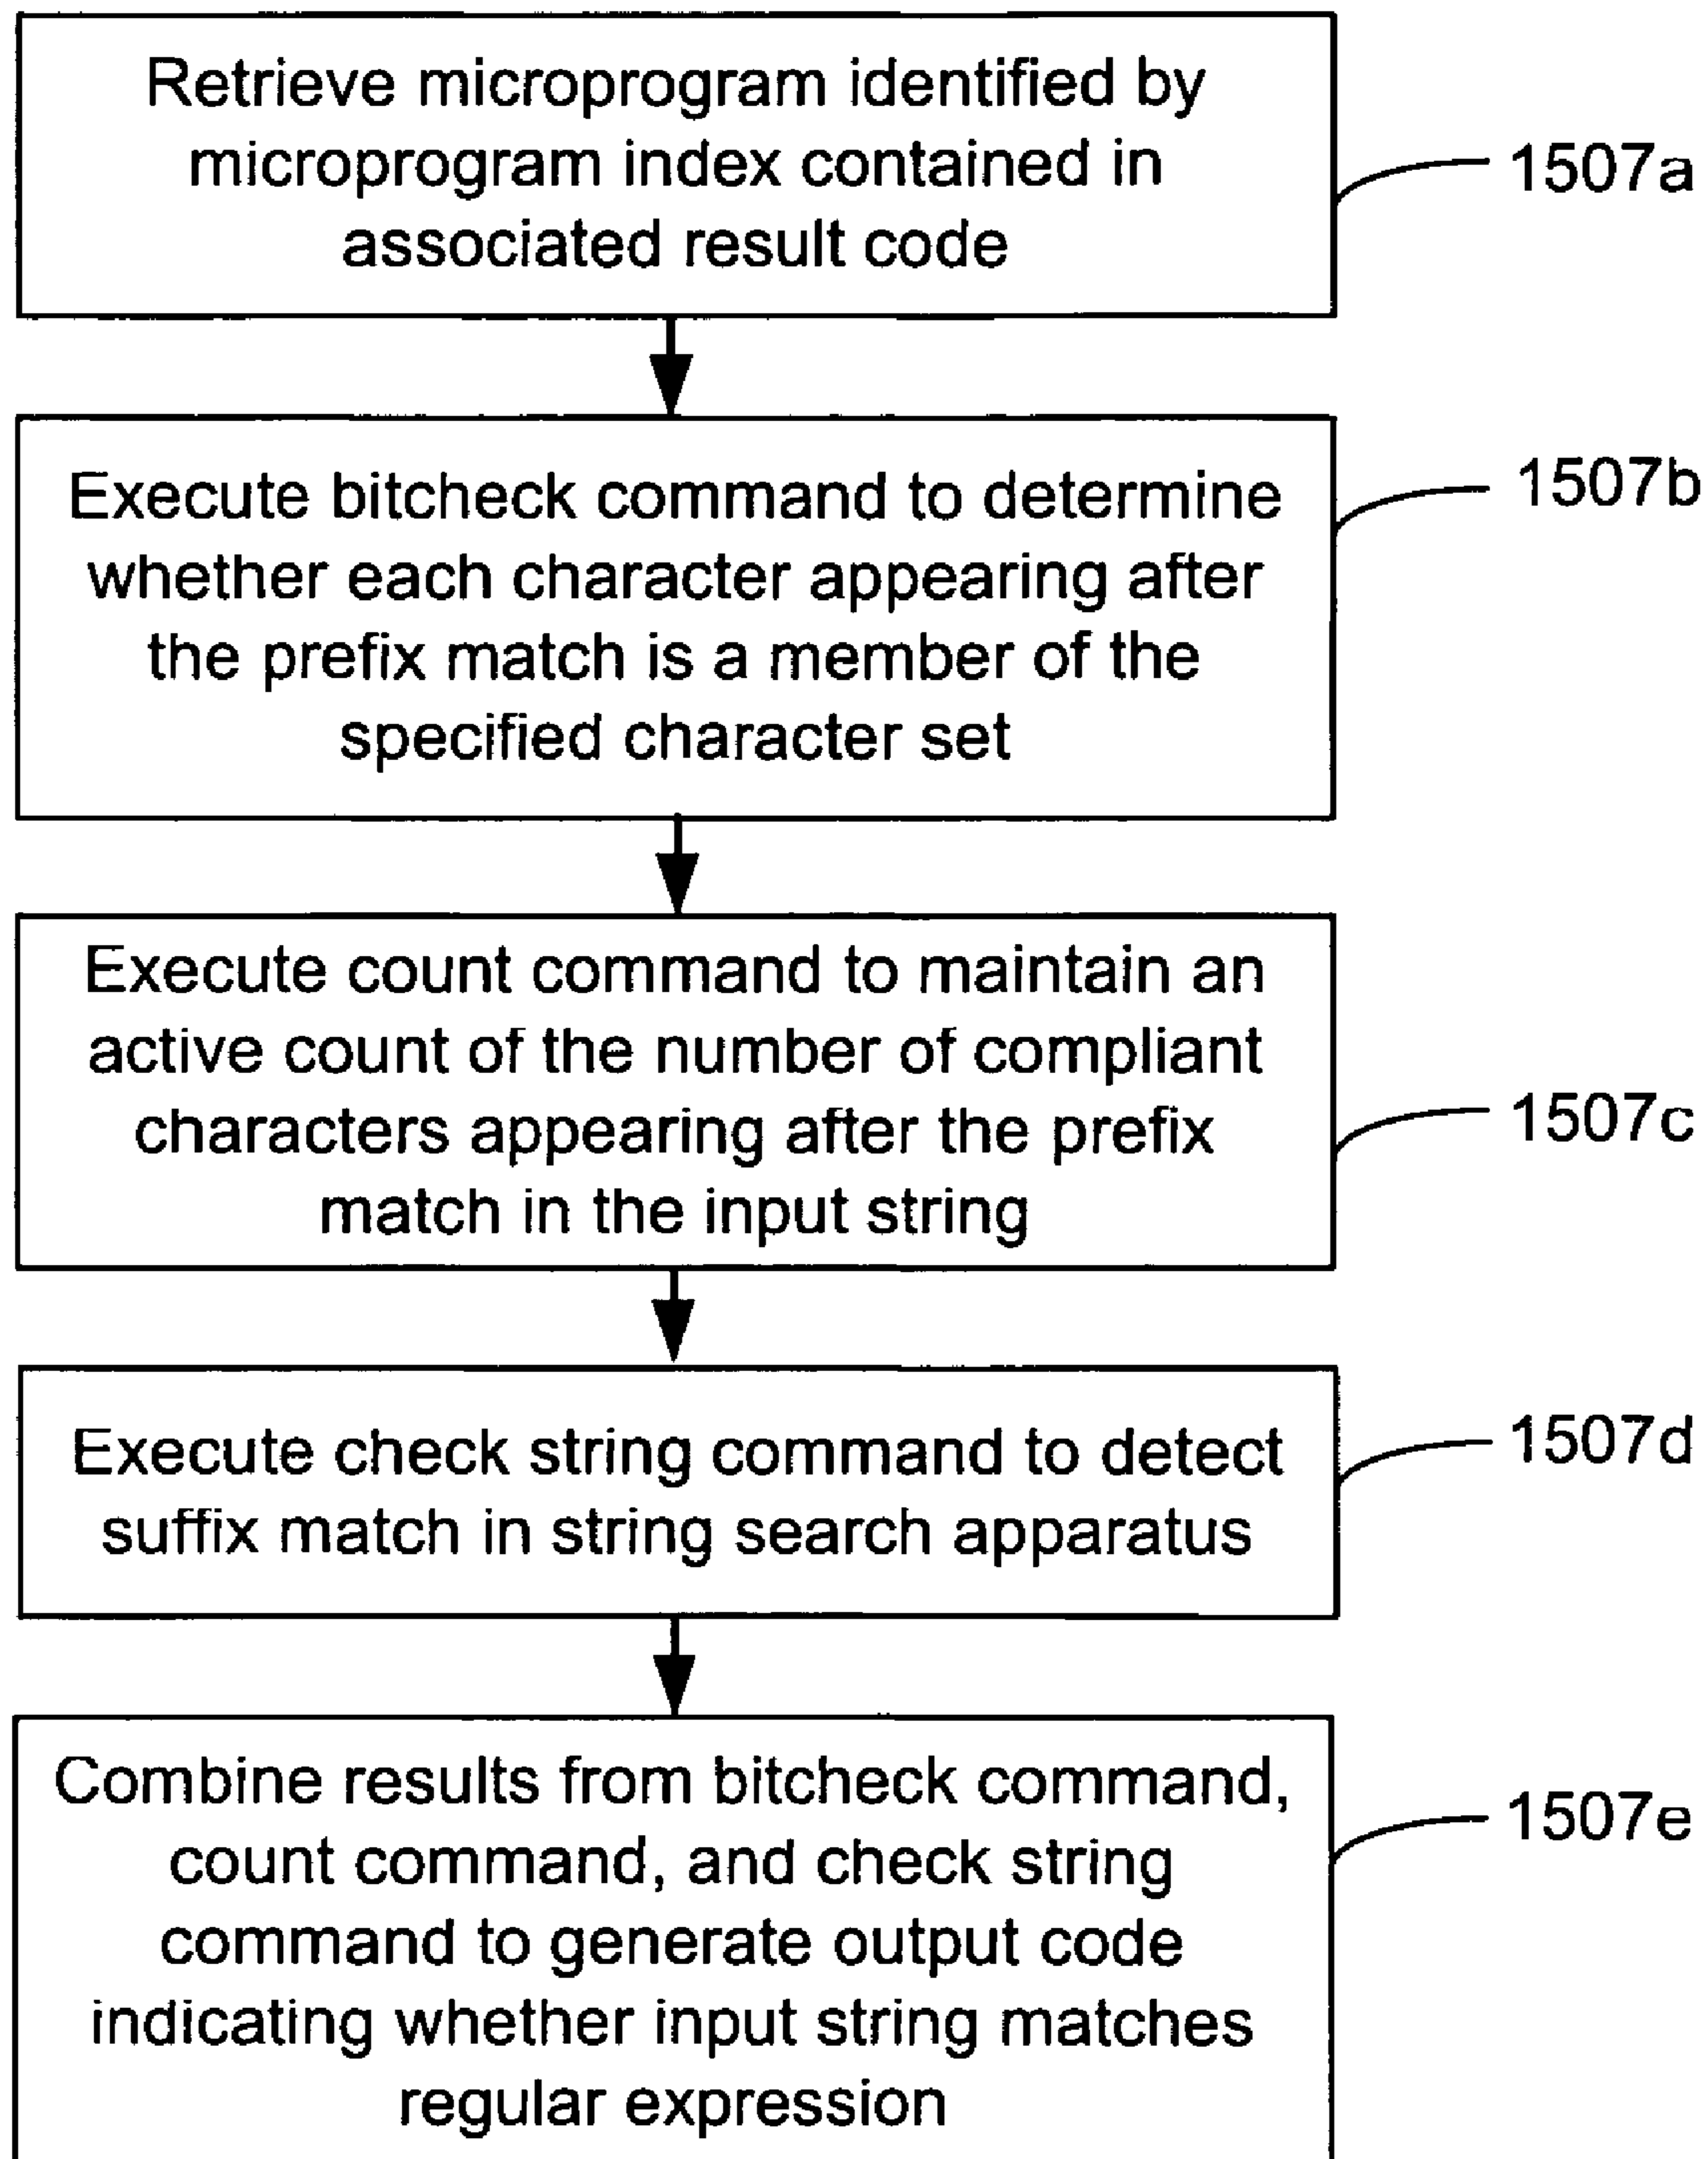 Retrieve microprogram identified by
microprogram index contained in
associated result code
1507a
Execute bitcheck command to determine
whether each character appearing after
the prefix match is a member of the
specified character set
1507b
Execute count command to maintain an
active count of the number of compliant
characters appearing after the prefix
match in the input string
1507c
Execute check string command to detect
suffix match in string search apparatus
1507d
Combine results from bitcheck command,
count command, and check string
command to generate output code
indicating whether input string matches
regular expression
1507e